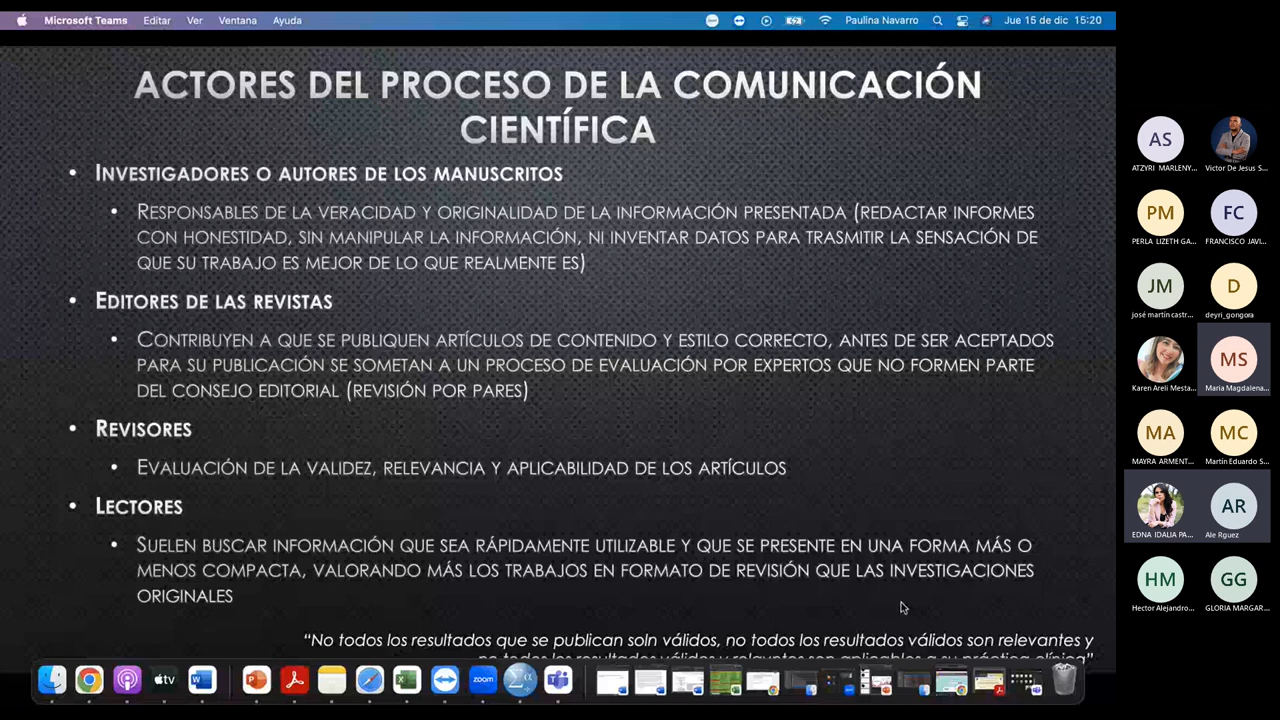 Microsoft Teams Editar Ver Ventana Ayuda Paulina Navarro Jue 15 de dic 15:20
ACTORES DEL PROCESO DE LA COMUNICACIÓN
CIENTÍFICA
• INVESTIGADORES O AUTORES DE LOS MANUSCRITOS
• RESPONSABLES DE LA VERACIDAD Y ORIGINALIDAD DE LA INFORMACIÓN PRESENTADA (REDACTAR INFORMES
CON HONESTIDAD, SIN MANIPULAR LA INFORMACIÓN, NI INVENTAR DATOS PARA TRASMITIR LA SENSACIÓN DE
QUE SU TRABAJO ES MEJOR DE LO QUE REALMENTE ES)
• EDITORES DE LAS REVISTAS
• CONTRIBUYEN A QUE SE PUBLIQUEN ARTÍCULOS DE CONTENIDO Y ESTILO CORRECTO, ANTES DE SER ACEPTADOS
PARA SU PUBLICACIÓN SE SOMETAN A UN PROCESO DE EVALUACIÓN POR EXPERTOS QUE NO FORMEN PARTE
DEL CONSEJO EDITORIAL (REVISIÓN POR PARES)
• REVISORES
• EVALUACIÓN DE LA VALIDEZ, RELEVANCIA Y APLICABILIDAD DE LOS ARTÍCULOS
• LECTORES
• SUELEN BUSCAR INFORMACIÓN QUE SEA RÁPIDAMENTE UTILIZABLE Y QUE SE PRESENTE EN UNA FORMA MÁS O
MENOS COMPACTA, VALORANDO MÁS LOS TRABAJOS EN FORMATO DE REVISIÓN QUE LAS INVESTIGACIONES
ORIGINALES
“No todos los resultados que se publican soln válidos, no todos los resultados válidos son relevantes y
tv zoom
AS
ATZYRI MARLENY... Victor De Jesus S...
PM FC
PERLA LIZETH GA... FRANCISCO JAVI...
JM D
josé martín castr... deyri_gongora
MS
Karen Areli Mesta... Maria Magdalena...
MA MC
MAYRA ARMENT... Martín Eduardo S...
AR
EDNA IDALIA PA... Ale Rguez
HM GG
Hector Alejandro... GLORIA MARGAR...